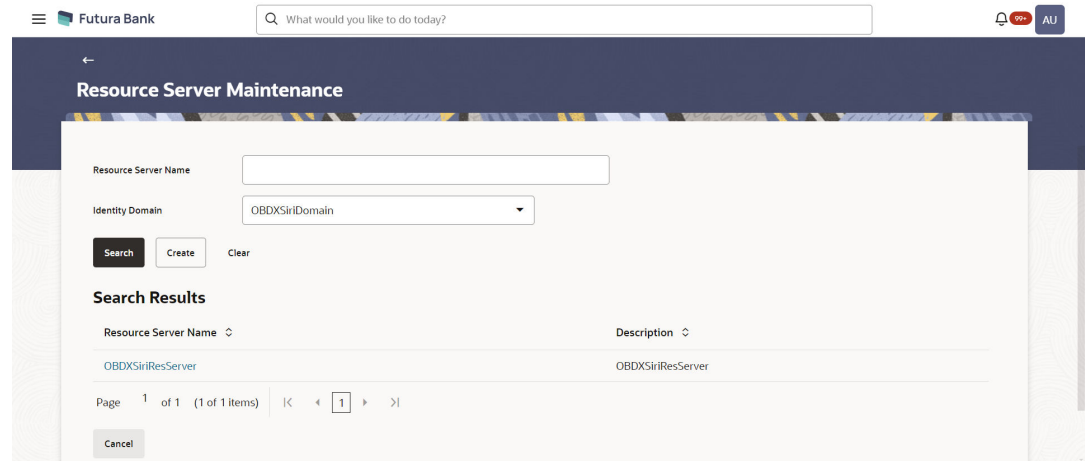 Futura Bank
What would you like to do today?
99+
AU
Resource Server Maintenance
Resource Server Name
Identity Domain
OBDXSiriDomain
Search Create Clear
Search Results
Resource Server Name Description
OBDXSiriResServer OBDXSiriResServer
Page 1 of 1 (1 of 1 items) 1
Cancel